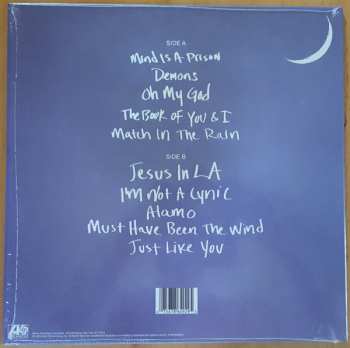 SIDE A
Mind Is A Prison
Demons
Oh My God
The Book of You & I
Match In The Rain
SIDE B
Jesus In LA
I'm Not A Cynic
Alamo
Must Have Been The Wind
Just Like You